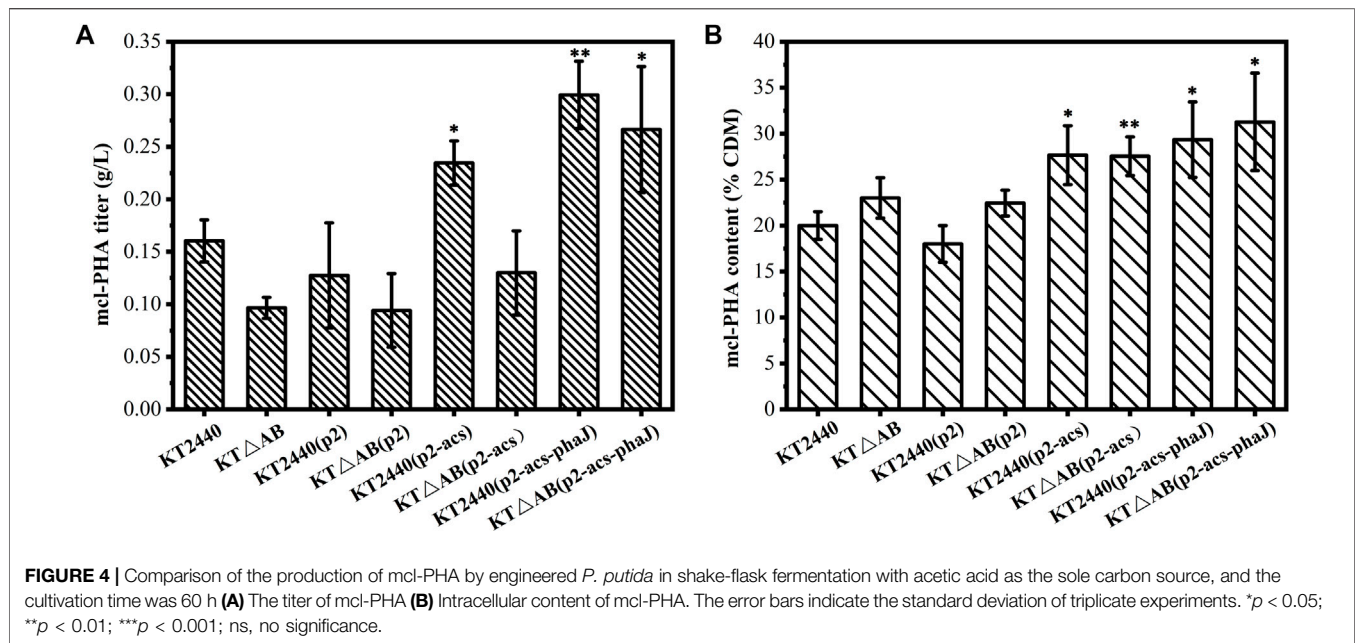 A
mcl-PHA titer (g/L)
0.35
0.30
0.25
0.20
0.15
0.10
0.05
0.00
*
**
*
KT2440
KT△AB
KT2440(p2)
KT△AB(p2)
KT2440(p2-acs)
KT△AB(p2-acs)
KT2440(p2-acs-phaJ)
KT△AB(p2-acs-phaJ)
B
mcl-PHA content (% CDM)
40
35
30
25
20
15
10
5
0
*
**
*
*
KT2440
KT△AB
KT2440(p2)
KT△AB(p2)
KT2440(p2-acs)
KT△AB(p2-acs)
KT2440(p2-acs-phaJ)
KT△AB(p2-acs-phaJ)
FIGURE 4 | Comparison of the production of mcl-PHA by engineered P. putida in shake-flask fermentation with acetic acid as the sole carbon source, and the
cultivation time was 60 h (A) The titer of mcl-PHA (B) Intracellular content of mcl-PHA. The error bars indicate the standard deviation of triplicate experiments. *p < 0.05;
**p < 0.01; ***p < 0.001; ns, no significance.